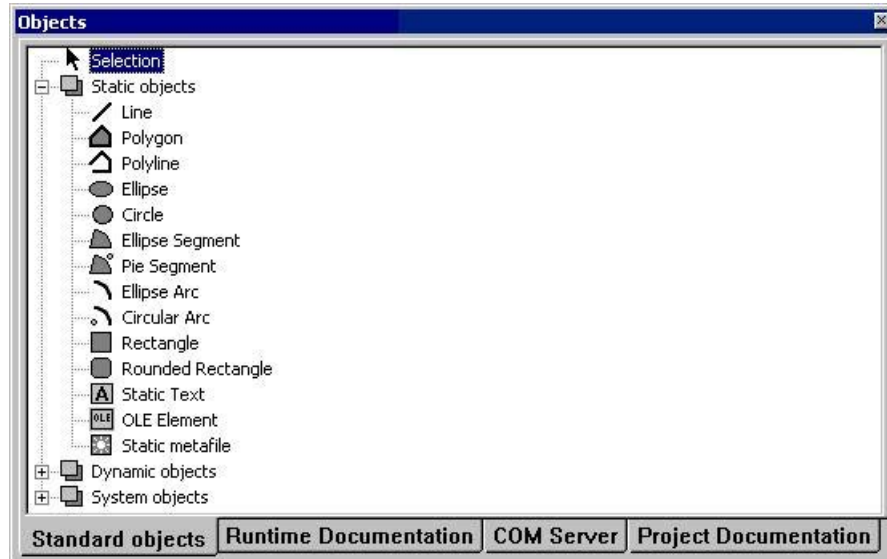 Objects
Selection
Static objects
Line
Polygon
Polyline
Ellipse
Circle
Ellipse Segment
Pie Segment
Ellipse Arc
Circular Arc
Rectangle
Rounded Rectangle
A Static Text
OLE OLE Element
Static metafile
Dynamic objects
System objects
Standard objects Runtime Documentation COM Server Project Documentation